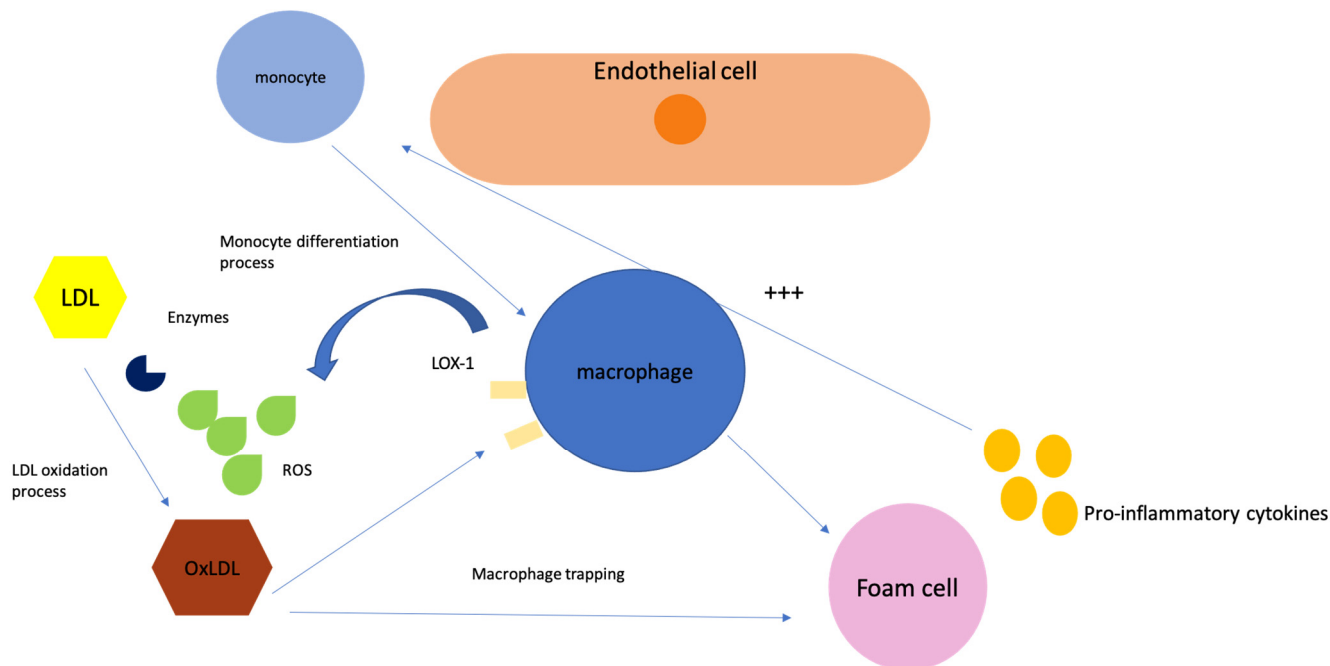 monocyte
Endothelial cell
Monocyte differentiation
process
LDL
Enzymes
+++
LOX-1
macrophage
LDL oxidation
process
ROS
Pro-inflammatory cytokines
OxLDL
Macrophage trapping
Foam cell